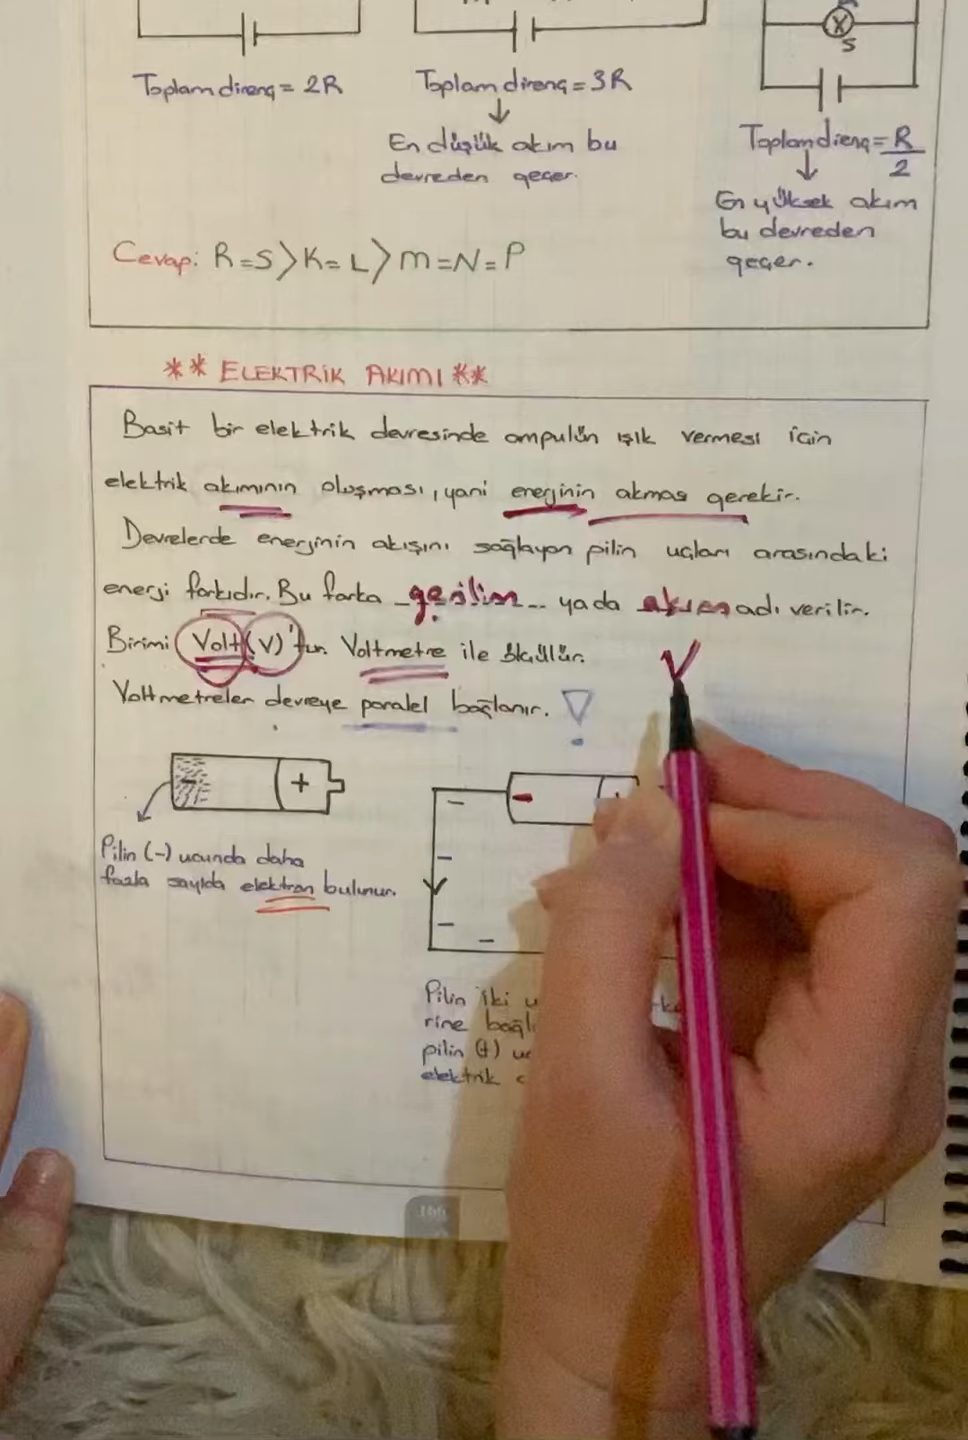 Toplam direnç = 2R
Toplam direnç = 3R
En düşük akım bu
devreden geçer.
S
Toplam direnç = R/2
En yüksek akım
bu devreden
geçer.
Cevap: R=S>K=L>M=N=P
** ELEKTRİK AKIMI **
Basit bir elektrik devresinde ampulün ışık vermesi için
elektrik akımının oluşması, yani enerjinin akması gerekir.
Devrelerde enerjinin akışını sağlayan pilin uçları arasındaki
enerji farkıdır. Bu farka gerilim ya da akım adı verilir.
Birimi Volt (V)'tur. Voltmetre ile ölçülür.
V
Voltmetreler devreye paralel bağlanır. !
- +
Pilin (-) ucunda daha
fazla sayıda elektron bulunur.
Pilin iki
rine
pilin (+)
elektrik
166